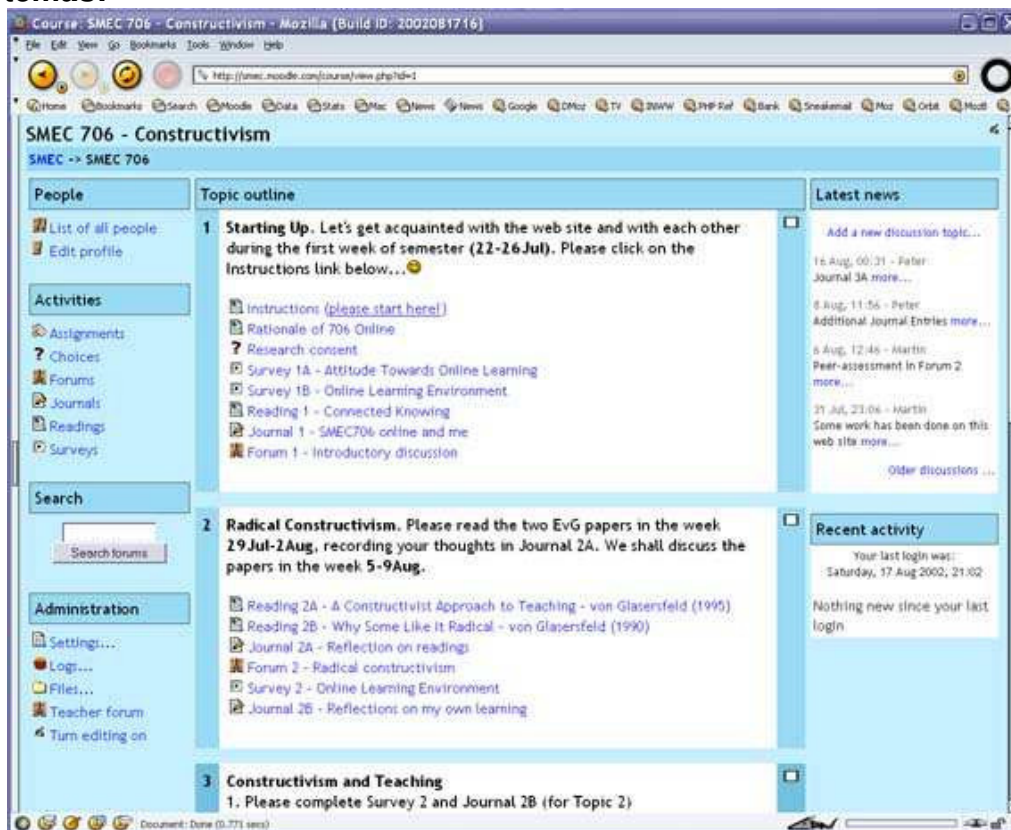 Course: SMEC 706 - Constructivism - Mozilla {Build ID: 2002081716}
File Edit View Go Bookmarks Tools Window Help
http://smec.moodle.com/course/view.php?id=1
Home Bookmarks Search Moodle Data Stats Mac News News Google DMoz TV INWW PHP Ref Bank Sneakemail Moz Orbit Mozilla
SMEC 706 - Constructivism
SMEC -> SMEC 706
People
List of all people
Edit profile
Activities
Assignments
Choices
Forums
Journals
Readings
Surveys
Search
Search forums
Administration
Settings...
Logs...
Files...
Teacher forum
Turn editing on
Topic outline
1 Starting Up. Let's get acquainted with the web site and with each other
during the first week of semester (22-26Jul). Please click on the
Instructions link below...
Instructions (please start here!)
Rationale of 706 Online
Research consent
Survey 1A - Attitude Towards Online Learning
Survey 1B - Online Learning Environment
Reading 1 - Connected Knowing
Journal 1 - SMEC706 online and me
Forum 1 - Introductory discussion
2 Radical Constructivism. Please read the two EvG papers in the week
29Jul-2Aug, recording your thoughts in Journal 2A. We shall discuss the
papers in the week 5-9Aug.
Reading 2A - A Constructivist Approach to Teaching - von Glasersfeld (1995)
Reading 2B - Why Some Like It Radical - von Glasersfeld (1990)
Journal 2A - Reflection on readings
Forum 2 - Radical constructivism
Survey 2 - Online Learning Environment
Journal 2B - Reflections on my own learning
3 Constructivism and Teaching
1. Please complete Survey 2 and Journal 2B (for Topic 2)
Latest news
Add a new discussion topic...
16 Aug, 00:31 - Peter
Journal 3A more...
8 Aug, 11:56 - Peter
Additional Journal Entries more...
6 Aug, 12:46 - Martin
Peer-assessment in Forum 2
more...
31 Jul, 23:06 - Martin
Some work has been done on this
web site more...
Older discussions ...
Recent activity
Your last login was:
Saturday, 17 Aug 2002, 21:02
Nothing new since your last
login
Document: Done (0.771 secs)